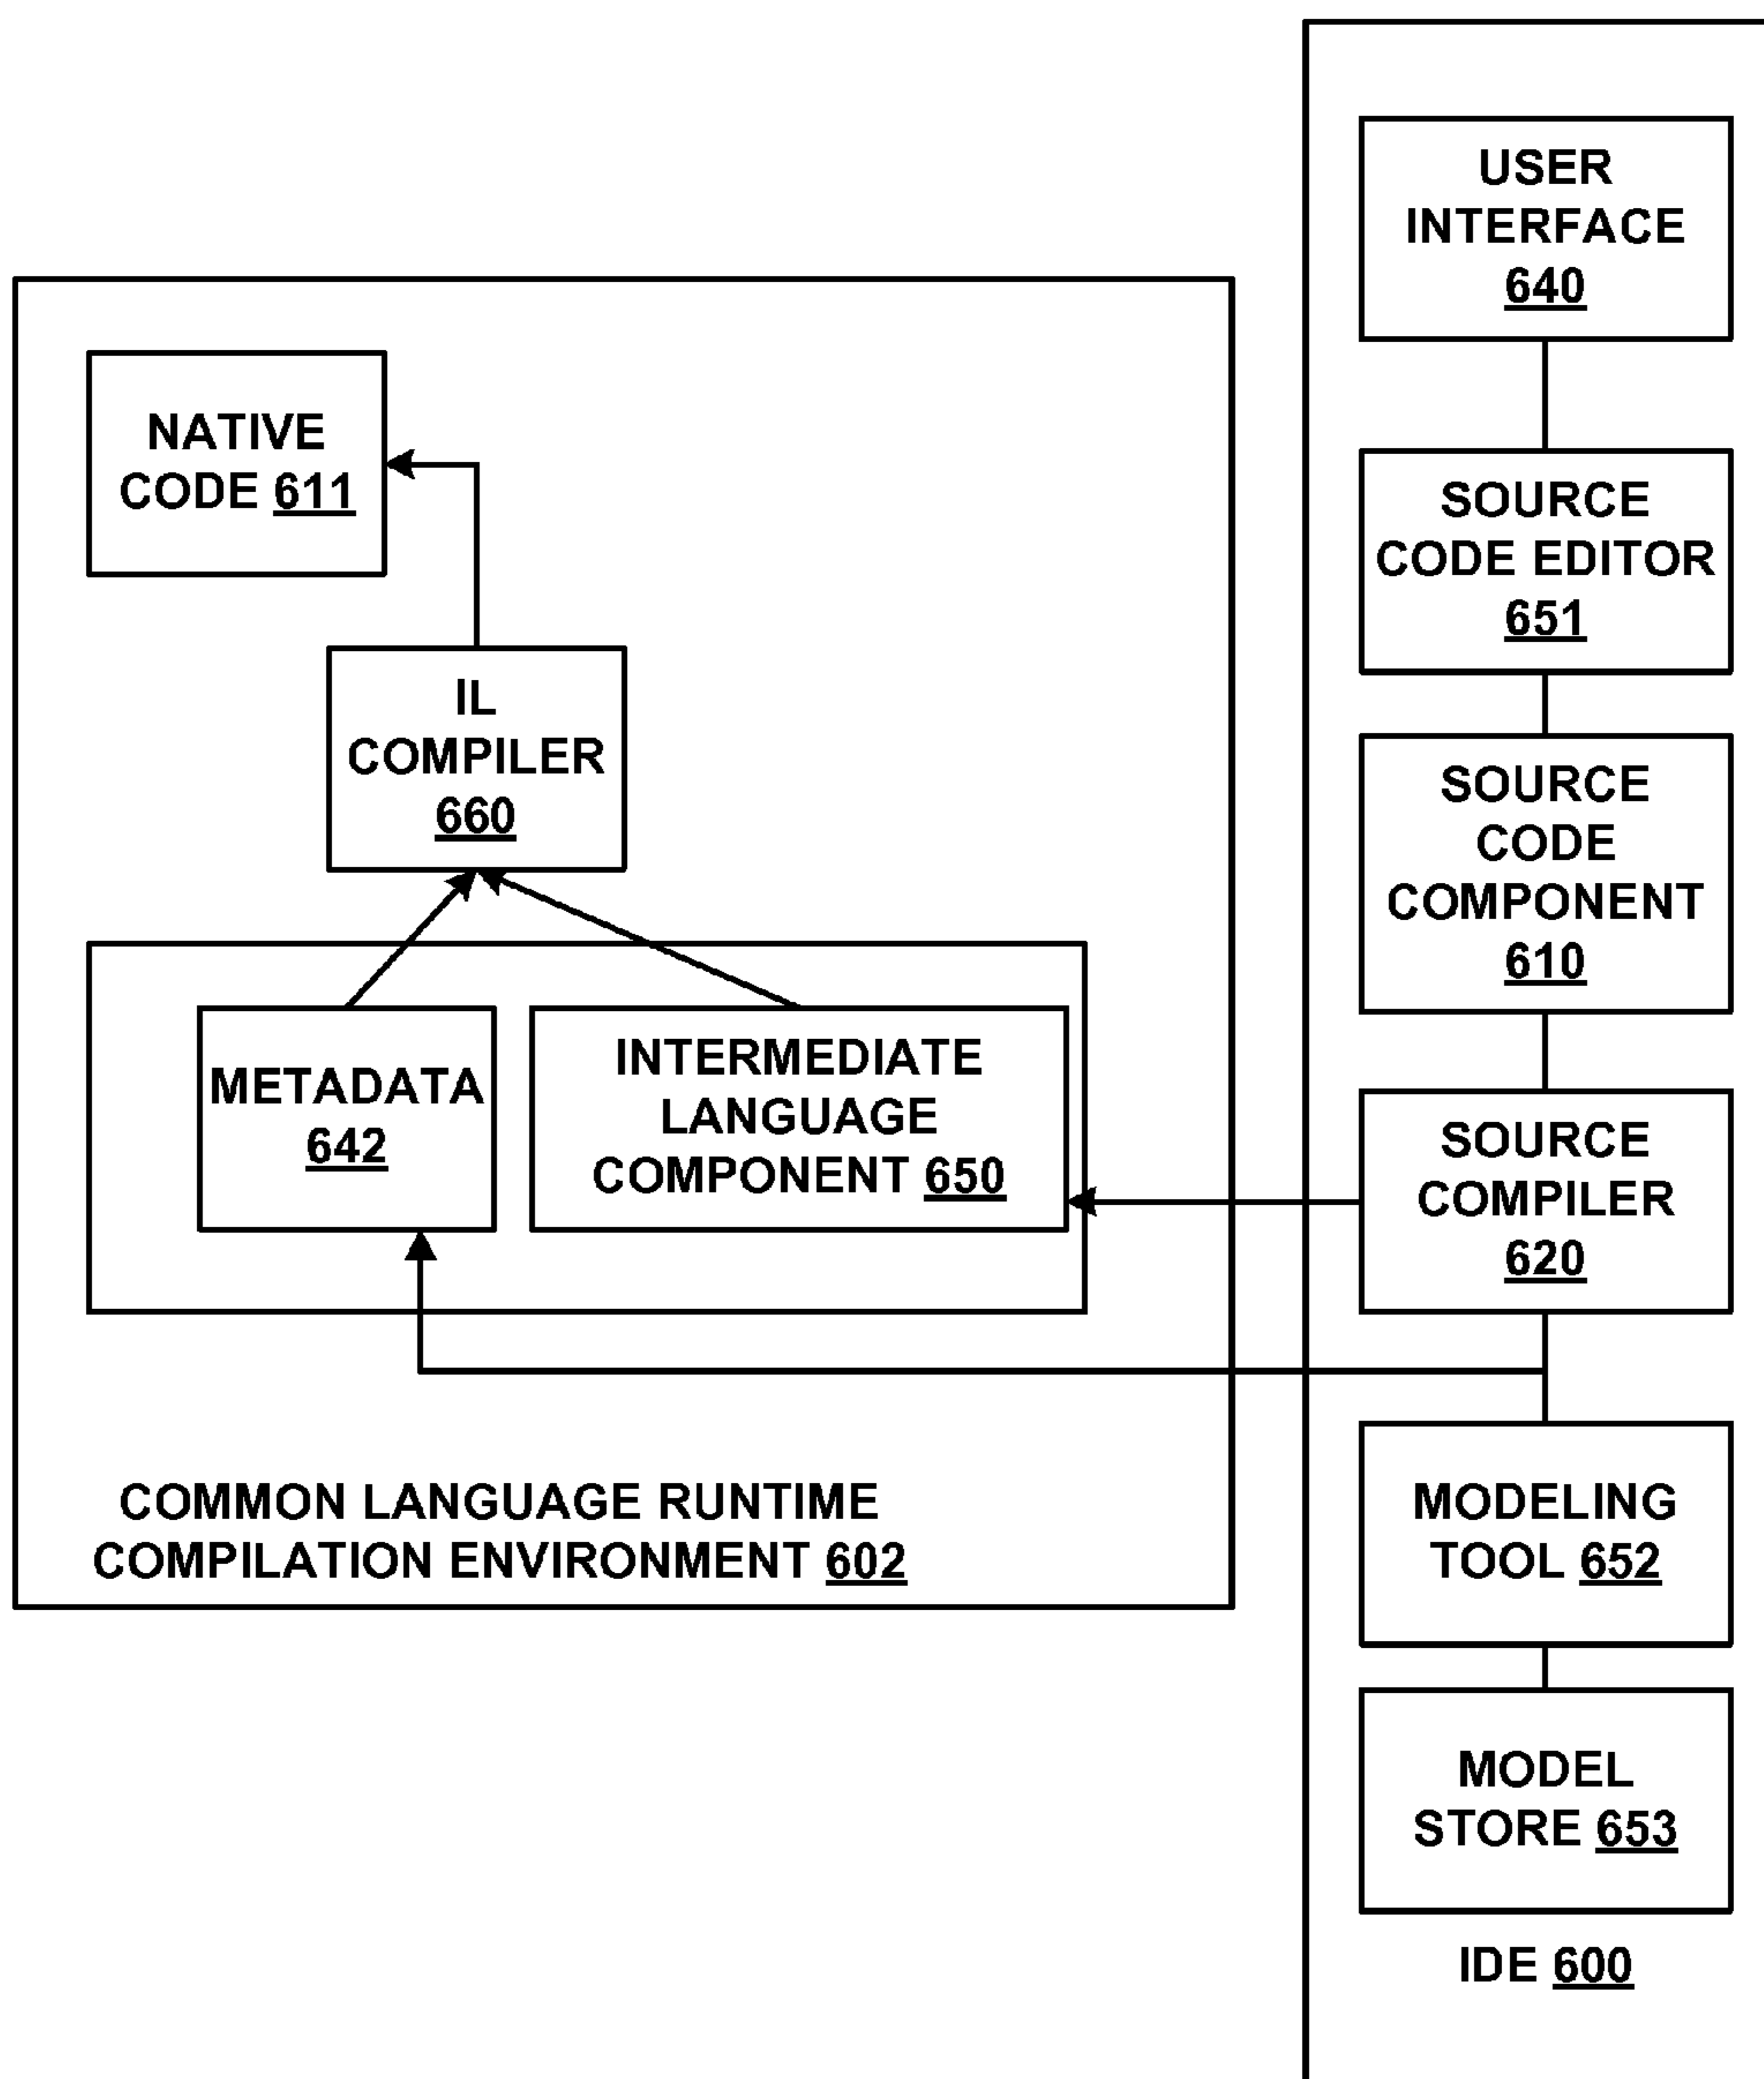 NATIVE
CODE 611
IL
COMPILER
660
METADATA
642
INTERMEDIATE
LANGUAGE
COMPONENT 650
COMMON LANGUAGE RUNTIME
COMPILATION ENVIRONMENT 602
USER
INTERFACE
640
SOURCE
CODE EDITOR
651
SOURCE
CODE
COMPONENT
610
SOURCE
COMPILER
620
MODELING
TOOL 652
MODEL
STORE 653
IDE 600